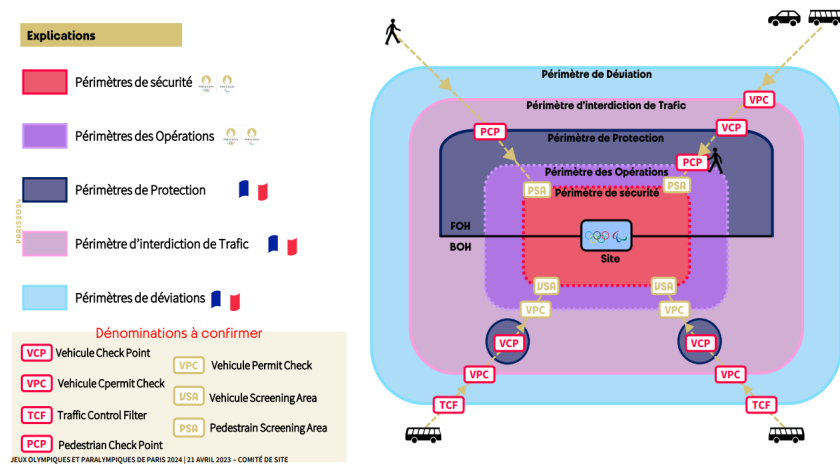 Explications
Périmètres de sécurité
Périmètres des Opérations
Périmètres de Protection
Périmètre d'interdiction de Trafic
Périmètres de déviations
PARIS2024
Dénominations à confirmer
VCP Vehicule Check Point
VPC Vehicule Cpermit Check
TCF Traffic Control Filter
PCP Pedestrian Check Point
VPC Vehicule Permit Check
VSA Vehicule Screening Area
PSA Pedestrain Screening Area
JEUX OLYMPIQUES ET PARALYMPIQUES DE PARIS 2024 | 21 AVRIL 2023 – COMITÉ DE SITE
Périmètre de Déviation
VPC
Périmètre d'interdiction de Trafic
PCP
VCP
Périmètre de Protection
PCP
Périmètre des Opérations
PSA
PSA
Périmètre de sécurité
FOH
BOH
Site
VSA
VSA
VPC
VPC
VCP
VCP
VPC
VPC
TCF
TCF